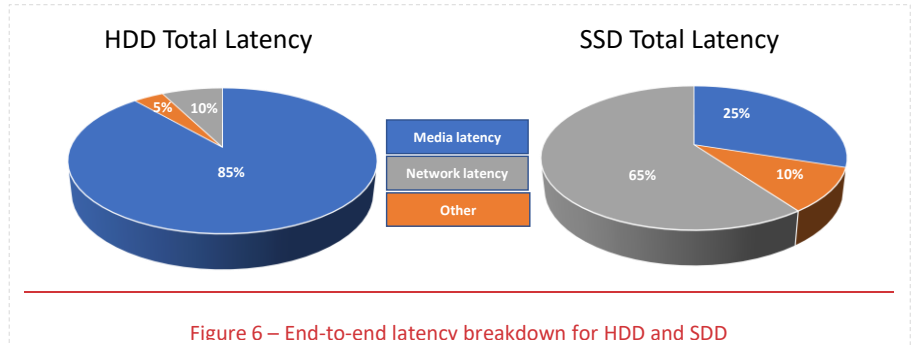 HDD Total Latency
SSD Total Latency
5%
10%
85%
Media latency
Network latency
Other
25%
10%
65%
Figure 6 – End-to-end latency breakdown for HDD and SDD